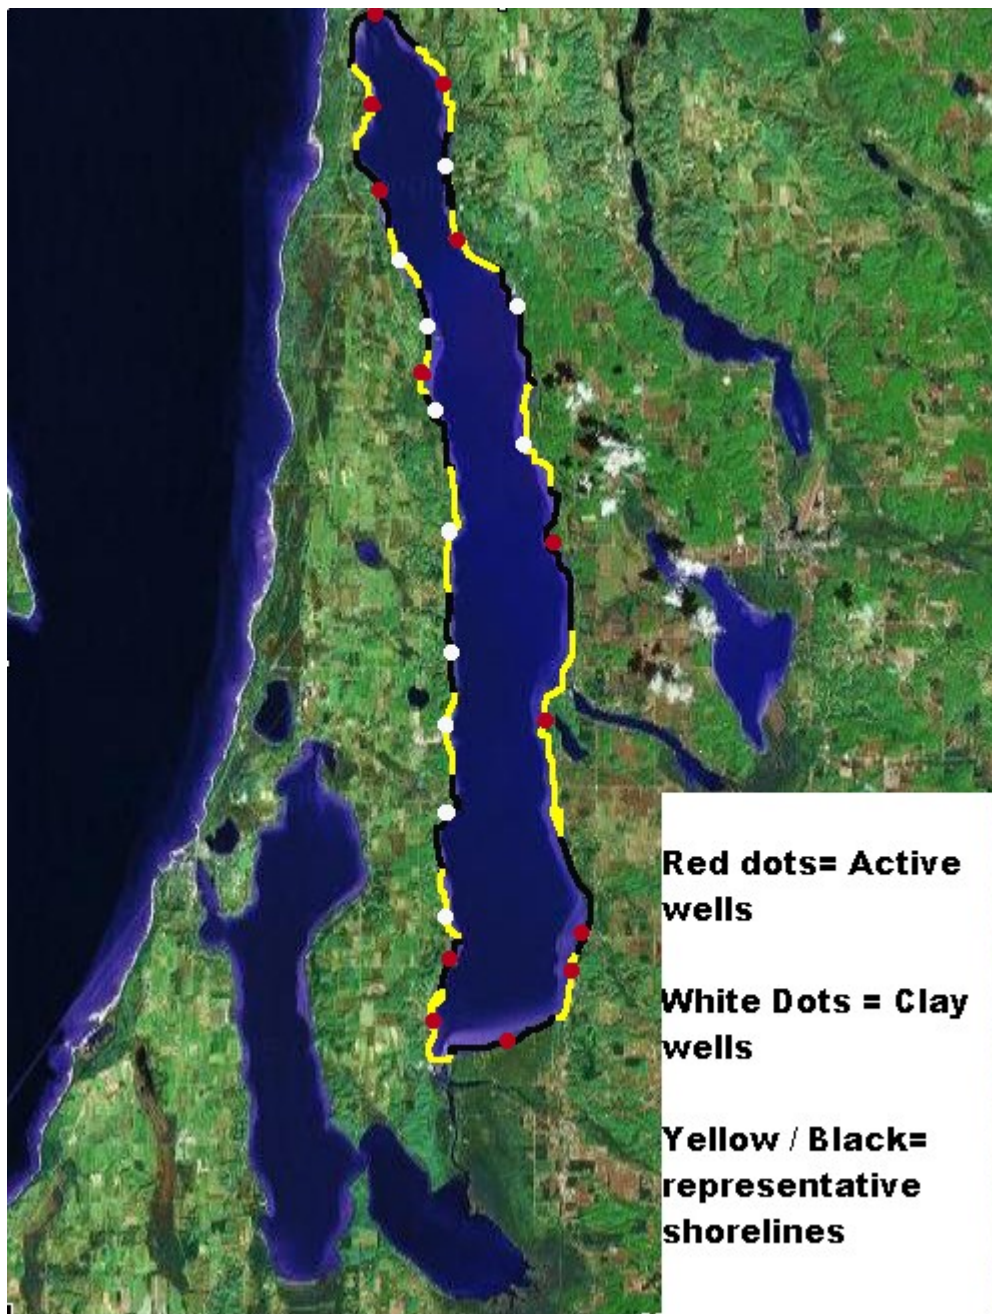 Red dots= Active
wells
White Dots = Clay
wells
Yellow / Black=
representative
shorelines